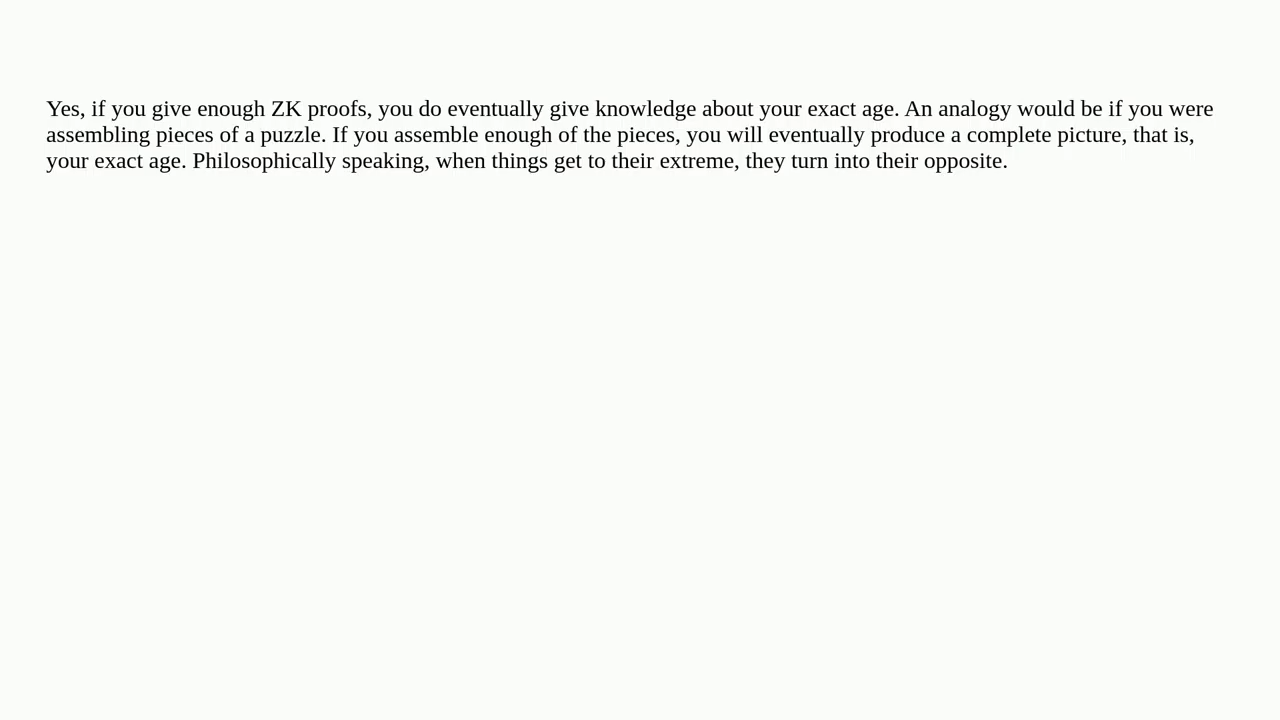 Yes, if you give enough ZK proofs, you do eventually give knowledge about your exact age. An analogy would be if you were
assembling pieces of a puzzle. If you assemble enough of the pieces, you will eventually produce a complete picture, that is,
your exact age. Philosophically speaking, when things get to their extreme, they turn into their opposite.